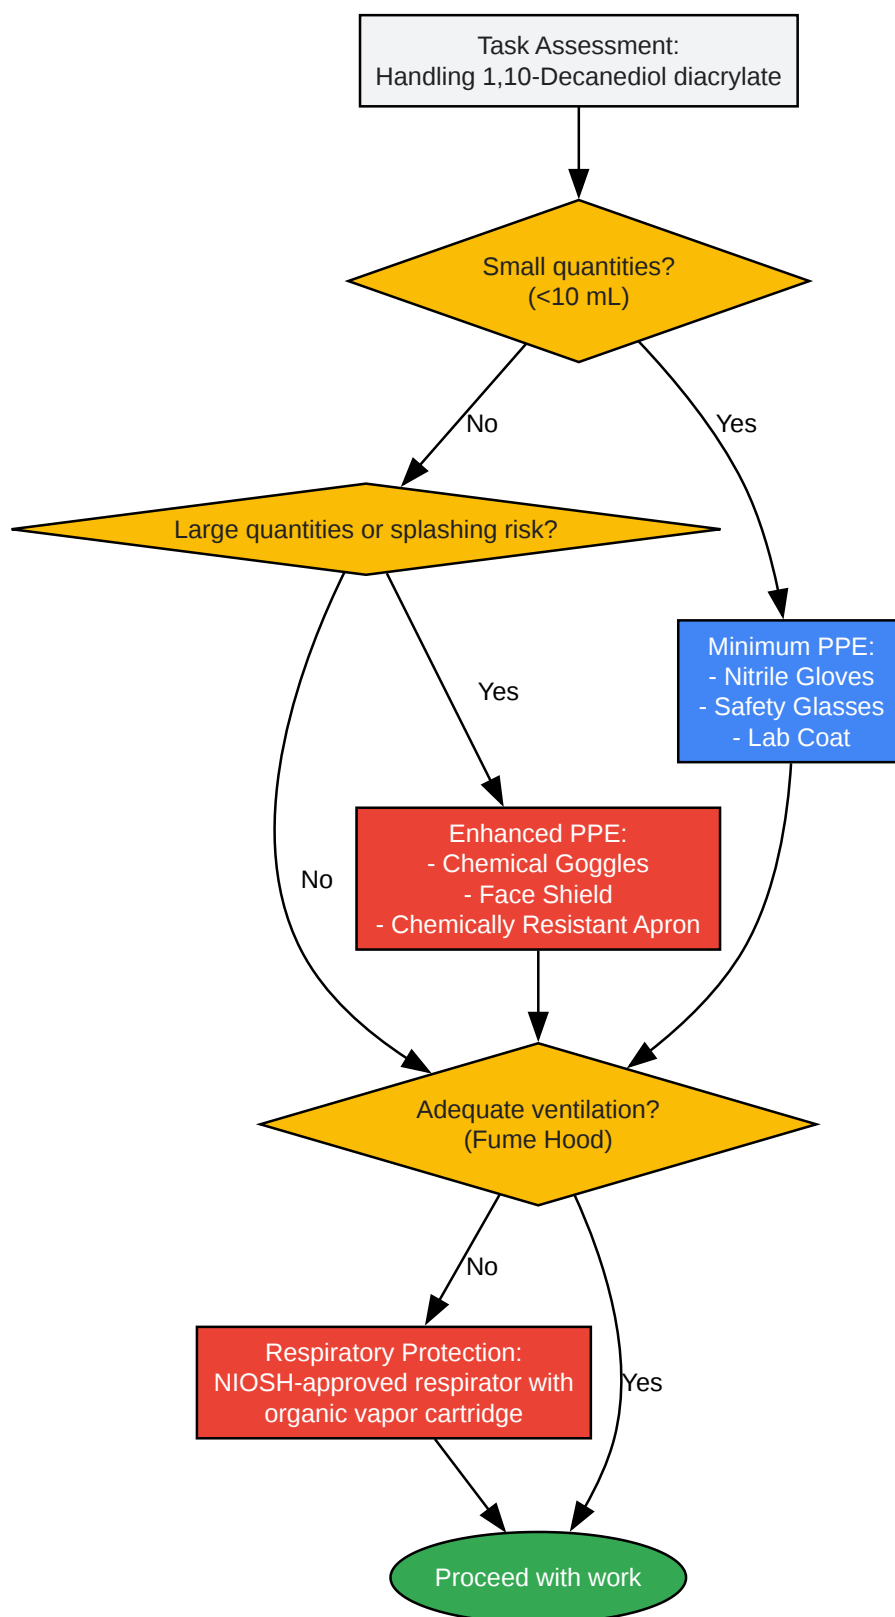 Task Assessment:
Handling 1,10-Decanediol diacrylate
Small quantities?
(<10 mL)
No
Yes
Large quantities or splashing risk?
Yes
Minimum PPE:
- Nitrile Gloves
- Safety Glasses
- Lab Coat
No
Enhanced PPE:
- Chemical Goggles
- Face Shield
- Chemically Resistant Apron
Adequate ventilation?
(Fume Hood)
No
Yes
Respiratory Protection:
NIOSH-approved respirator with
organic vapor cartridge
Proceed with work